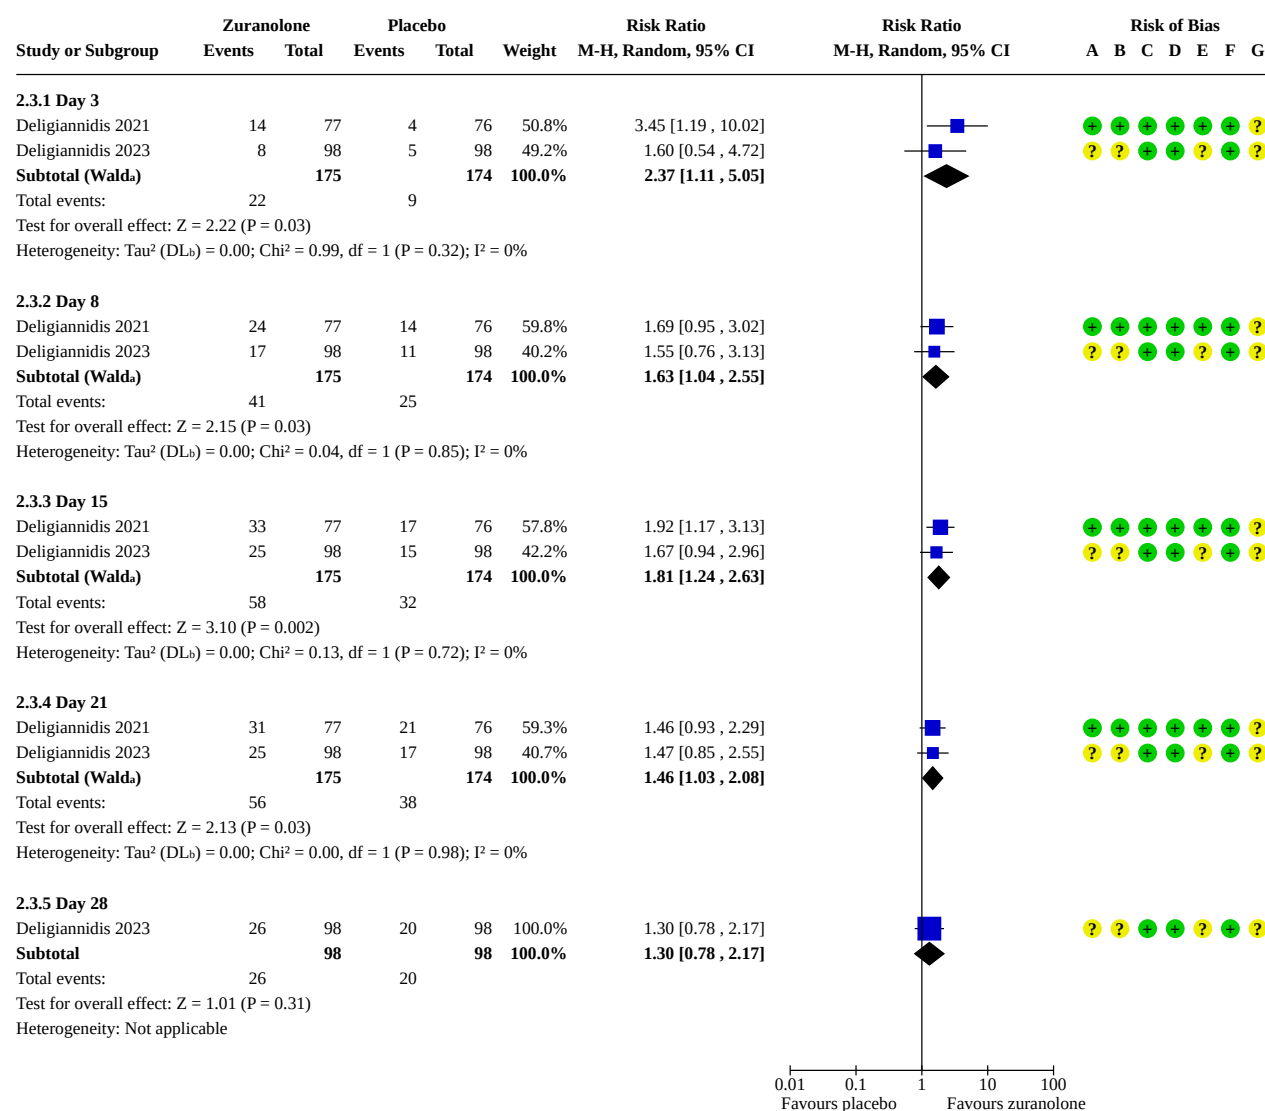 Zuranolone Placebo Risk Ratio Risk Ratio Risk of Bias
Study or Subgroup Events Total Events Total Weight M-H, Random, 95% CI M-H, Random, 95% CI A B C D E F G
2.3.1 Day 3
Deligiannidis 2021 14 77 4 76 50.8% 3.45 [1.19 , 10.02] + + + + + + ?
Deligiannidis 2023 8 98 5 98 49.2% 1.60 [0.54 , 4.72] ? ? + + ? + ?
Subtotal (Waldₐ) 175 174 100.0% 2.37 [1.11 , 5.05]
Total events: 22 9
Test for overall effect: Z = 2.22 (P = 0.03)
Heterogeneity: Tau² (DLb) = 0.00; Chi² = 0.99, df = 1 (P = 0.32); I² = 0%
2.3.2 Day 8
Deligiannidis 2021 24 77 14 76 59.8% 1.69 [0.95 , 3.02] + + + + + + ?
Deligiannidis 2023 17 98 11 98 40.2% 1.55 [0.76 , 3.13] ? ? + + ? + ?
Subtotal (Waldₐ) 175 174 100.0% 1.63 [1.04 , 2.55]
Total events: 41 25
Test for overall effect: Z = 2.15 (P = 0.03)
Heterogeneity: Tau² (DLb) = 0.00; Chi² = 0.04, df = 1 (P = 0.85); I² = 0%
2.3.3 Day 15
Deligiannidis 2021 33 77 17 76 57.8% 1.92 [1.17 , 3.13] + + + + + + ?
Deligiannidis 2023 25 98 15 98 42.2% 1.67 [0.94 , 2.96] ? ? + + ? + ?
Subtotal (Waldₐ) 175 174 100.0% 1.81 [1.24 , 2.63]
Total events: 58 32
Test for overall effect: Z = 3.10 (P = 0.002)
Heterogeneity: Tau² (DLb) = 0.00; Chi² = 0.13, df = 1 (P = 0.72); I² = 0%
2.3.4 Day 21
Deligiannidis 2021 31 77 21 76 59.3% 1.46 [0.93 , 2.29] + + + + + + ?
Deligiannidis 2023 25 98 17 98 40.7% 1.47 [0.85 , 2.55] ? ? + + ? + ?
Subtotal (Waldₐ) 175 174 100.0% 1.46 [1.03 , 2.08]
Total events: 56 38
Test for overall effect: Z = 2.13 (P = 0.03)
Heterogeneity: Tau² (DLb) = 0.00; Chi² = 0.00, df = 1 (P = 0.98); I² = 0%
2.3.5 Day 28
Deligiannidis 2023 26 98 20 98 100.0% 1.30 [0.78 , 2.17] ? ? + + ? + ?
Subtotal 98 98 100.0% 1.30 [0.78 , 2.17]
Total events: 26 20
Test for overall effect: Z = 1.01 (P = 0.31)
Heterogeneity: Not applicable
0.01 0.1 1 10 100
Favours placebo Favours zuranolone